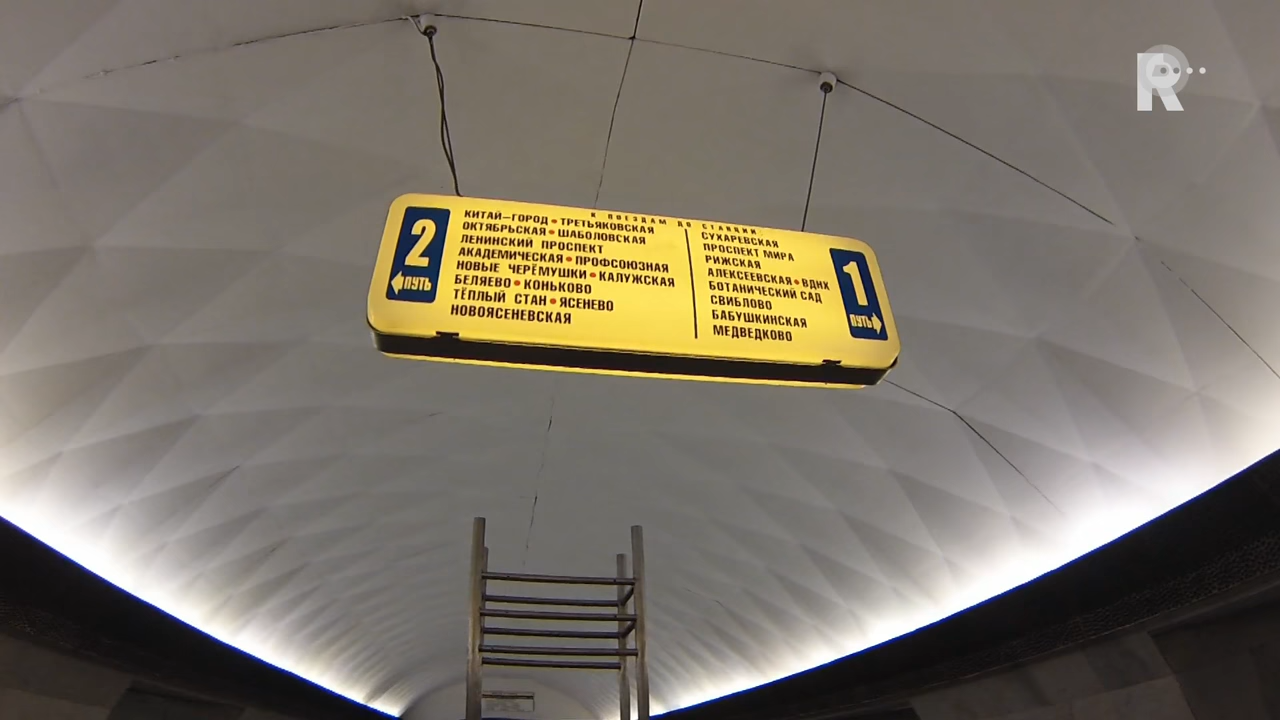 К ПОЕЗДАМ ДО СТАНЦИИ:
2
ПУТЬ
КИТАЙ–ГОРОД • ТРЕТЬЯКОВСКАЯ
ОКТЯБРЬСКАЯ • ШАБОЛОВСКАЯ
ЛЕНИНСКИЙ ПРОСПЕКТ
АКАДЕМИЧЕСКАЯ • ПРОФСОЮЗНАЯ
НОВЫЕ ЧЕРЁМУШКИ • КАЛУЖСКАЯ
БЕЛЯЕВО • КОНЬКОВО
ТЁПЛЫЙ СТАН • ЯСЕНЕВО
НОВОЯСЕНЕВСКАЯ
СУХАРЕВСКАЯ
ПРОСПЕКТ МИРА
РИЖСКАЯ
АЛЕКСЕЕВСКАЯ • ВДНХ
БОТАНИЧЕСКИЙ САД
СВИБЛОВО
БАБУШКИНСКАЯ
МЕДВЕДКОВО
1
ПУТЬ
R